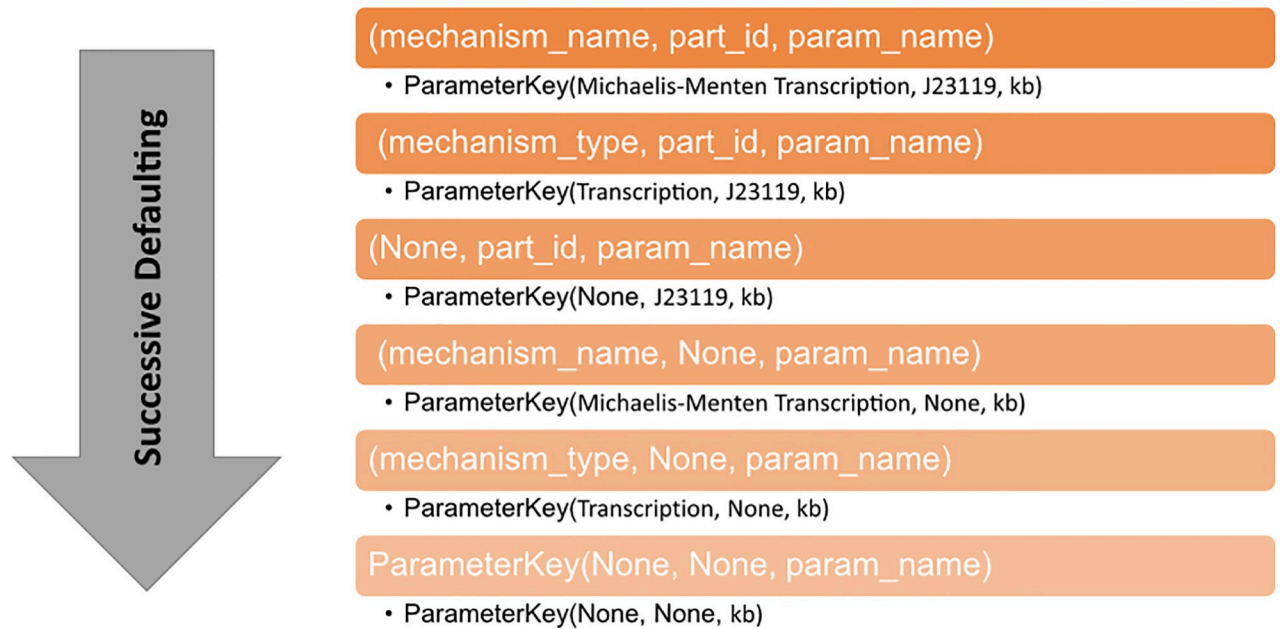 Successive Defaulting
(mechanism_name, part_id, param_name)
• ParameterKey(Michaelis-Menten Transcription, J23119, kb)
(mechanism_type, part_id, param_name)
• ParameterKey(Transcription, J23119, kb)
(None, part_id, param_name)
• ParameterKey(None, J23119, kb)
(mechanism_name, None, param_name)
• ParameterKey(Michaelis-Menten Transcription, None, kb)
(mechanism_type, None, param_name)
• ParameterKey(Transcription, None, kb)
ParameterKey(None, None, param_name)
• ParameterKey(None, None, kb)